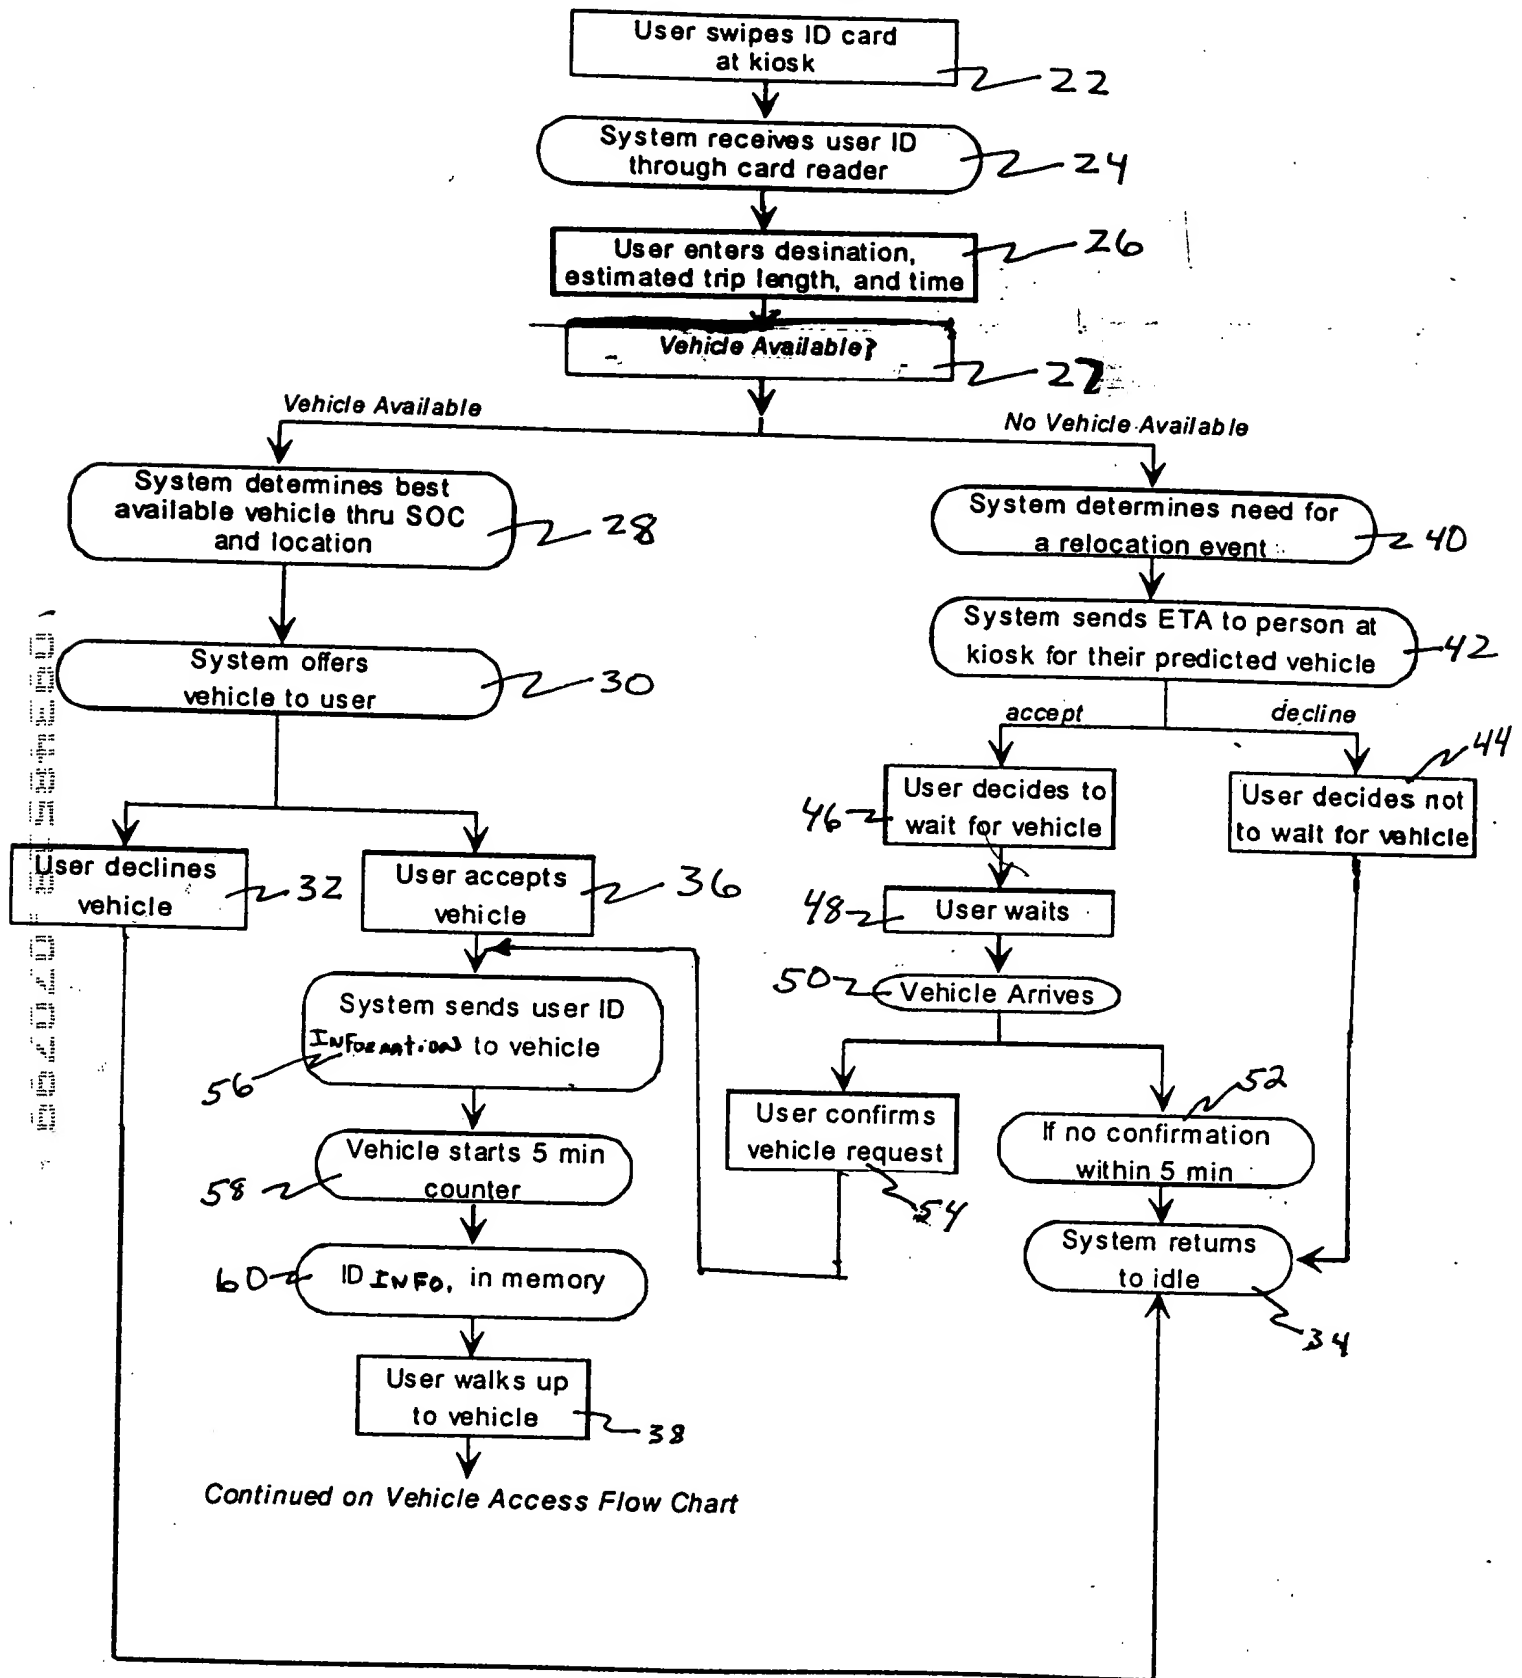 User swipes ID card
at kiosk
22
System receives user ID
through card reader
24
User enters desination,
estimated trip length, and time
26
Vehicle Available?
27
Vehicle Available
No Vehicle Available
System determines best
available vehicle thru SOC
and location
28
System determines need for
a relocation event
40
System offers
vehicle to user
30
System sends ETA to person at
kiosk for their predicted vehicle
42
accept
decline
User declines
vehicle
32
User accepts
vehicle
36
46
User decides to
wait for vehicle
44
User decides not
to wait for vehicle
48
User waits
50
Vehicle Arrives
System sends user ID
INFORMATION to vehicle
56
User confirms
vehicle request
54
52
If no confirmation
within 5 min
Vehicle starts 5 min
counter
58
System returns
to idle
34
60
ID INFO, in memory
User walks up
to vehicle
38
Continued on Vehicle Access Flow Chart